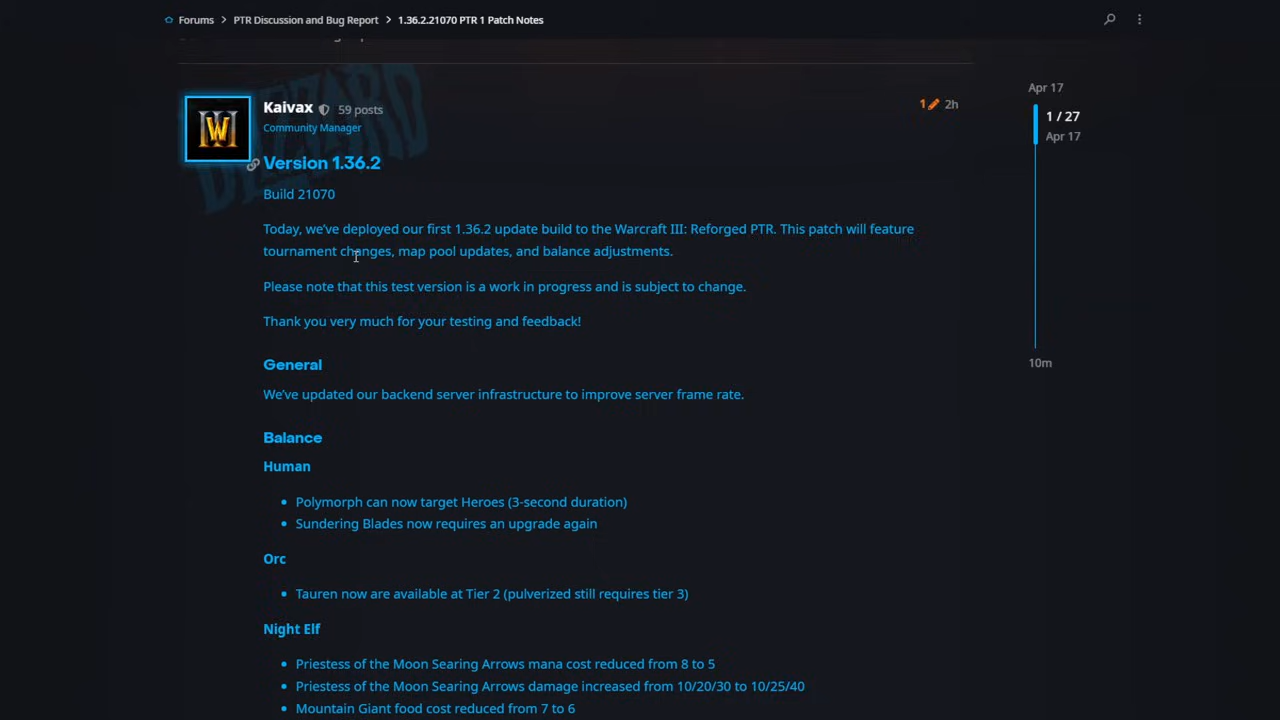 Forums > PTR Discussion and Bug Report > 1.36.2.21070 PTR 1 Patch Notes
Kaivax 59 posts
1 2h
Community Manager
Version 1.36.2
Build 21070
Today, we've deployed our first 1.36.2 update build to the Warcraft III: Reforged PTR. This patch will feature
tournament changes, map pool updates, and balance adjustments.
Please note that this test version is a work in progress and is subject to change.
Thank you very much for your testing and feedback!
General
We've updated our backend server infrastructure to improve server frame rate.
Balance
Human
• Polymorph can now target Heroes (3-second duration)
• Sundering Blades now requires an upgrade again
Orc
• Tauren now are available at Tier 2 (pulverized still requires tier 3)
Night Elf
• Priestess of the Moon Searing Arrows mana cost reduced from 8 to 5
• Priestess of the Moon Searing Arrows damage increased from 10/20/30 to 10/25/40
• Mountain Giant food cost reduced from 7 to 6
Apr 17
1 / 27
Apr 17
10m
BLIZZARD